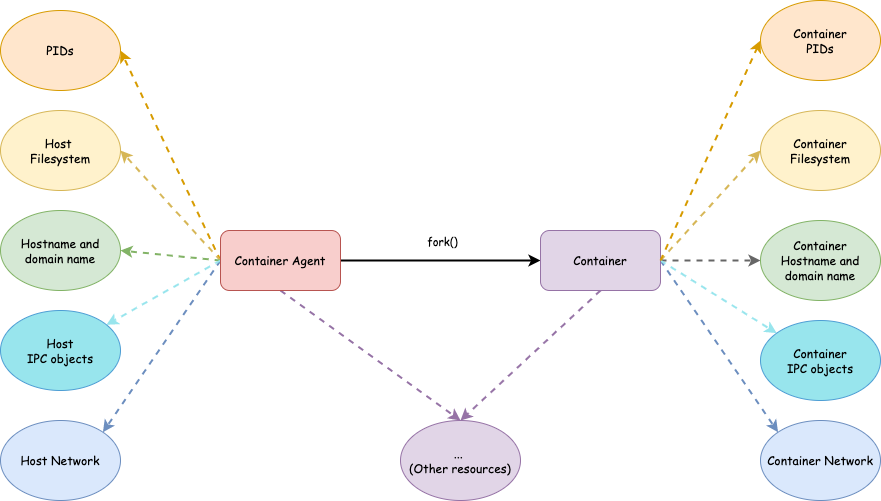 PIDs
Host
Filesystem
Hostname and
domain name
Host
IPC objects
Host Network
Container Agent
fork()
Container
...
(Other resources)
Container
PIDs
Container
Filesystem
Container
Hostname and
domain name
Container
IPC objects
Container Network